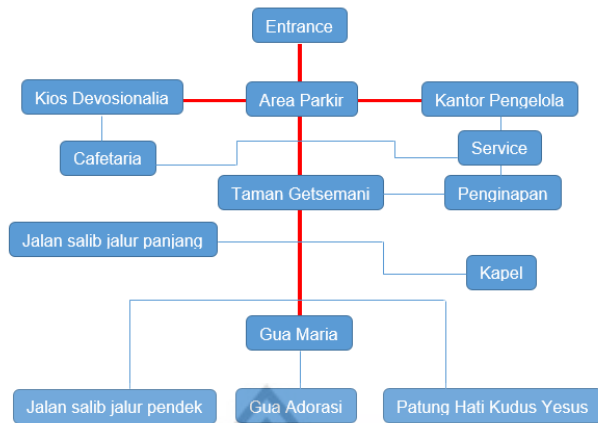 Entrance
Kios Devosionalia
Area Parkir
Kantor Pengelola
Cafetaria
Service
Taman Getsemani
Penginapan
Jalan salib jalur panjang
Kapel
Gua Maria
Jalan salib jalur pendek
Gua Adorasi
Patung Hati Kudus Yesus